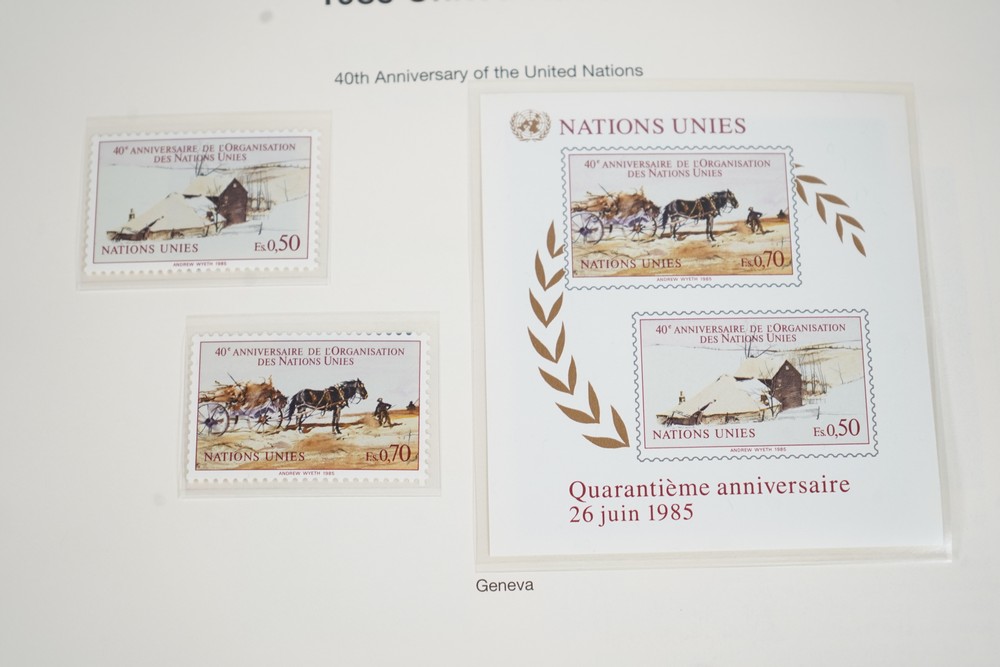 40th Anniversary of the United Nations
40e ANNIVERSAIRE DE L'ORGANISATION
DES NATIONS UNIES
NATIONS UNIES
F.s.0,50
ANDREW WYETH 1985
40e ANNIVERSAIRE DE L'ORGANISATION
DES NATIONS UNIES
NATIONS UNIES
F.s.0,70
ANDREW WYETH 1985
NATIONS UNIES
40e ANNIVERSAIRE DE L'ORGANISATION
DES NATIONS UNIES
NATIONS UNIES
F.s.0,70
ANDREW WYETH 1985
40e ANNIVERSAIRE DE L'ORGANISATION
DES NATIONS UNIES
NATIONS UNIES
F.s.0,50
ANDREW WYETH 1985
Quarantième anniversaire
26 juin 1985
Geneva